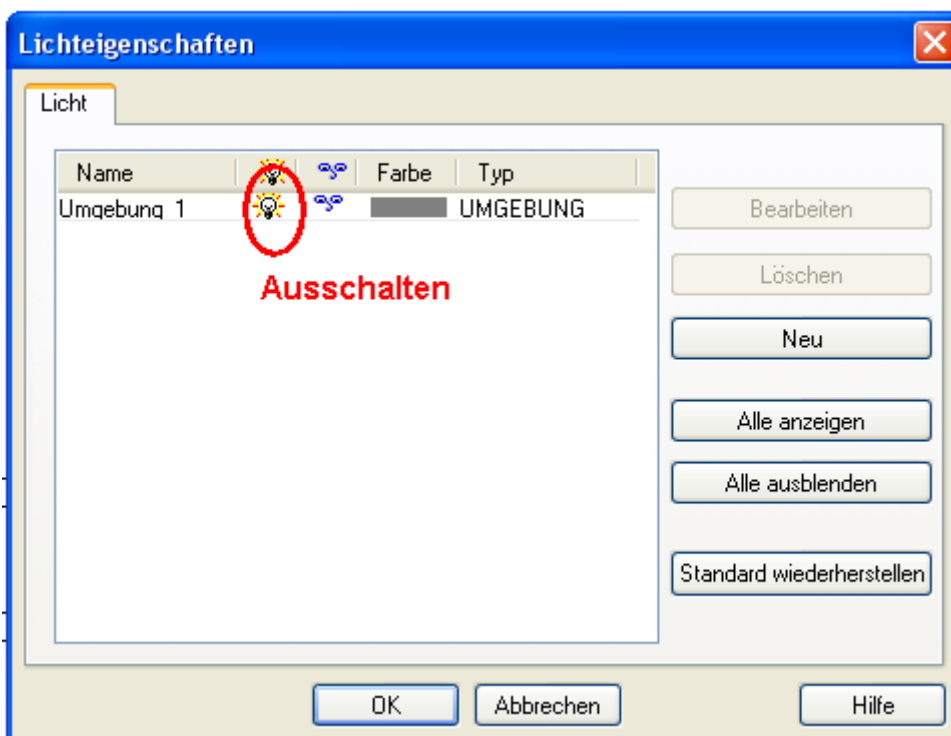 Lichteigenschaften
Licht
Name Farbe Typ
Umgebung 1 UMGEBUNG
Ausschalten
Bearbeiten
Löschen
Neu
Alle anzeigen
Alle ausblenden
Standard wiederherstellen
OK Abbrechen Hilfe